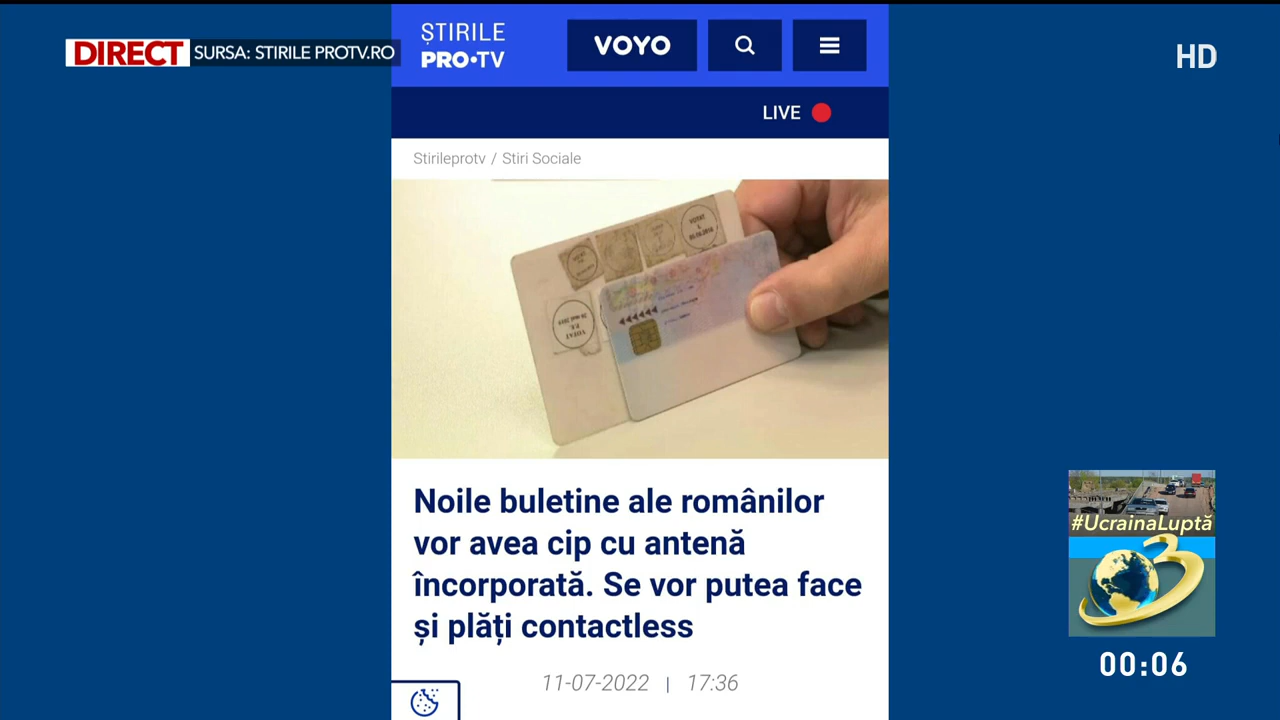 DIRECT SURSA: STIRILE PROTV.RO
ȘTIRILE
PRO•TV
VOYO
HD
LIVE
Stirileprotv / Stiri Sociale
VOTAT
Noile buletine ale românilor
vor avea cip cu antenă
încorporată. Se vor putea face
și plăți contactless
11-07-2022 | 17:36
#UcrainaLuptă
3
00:06